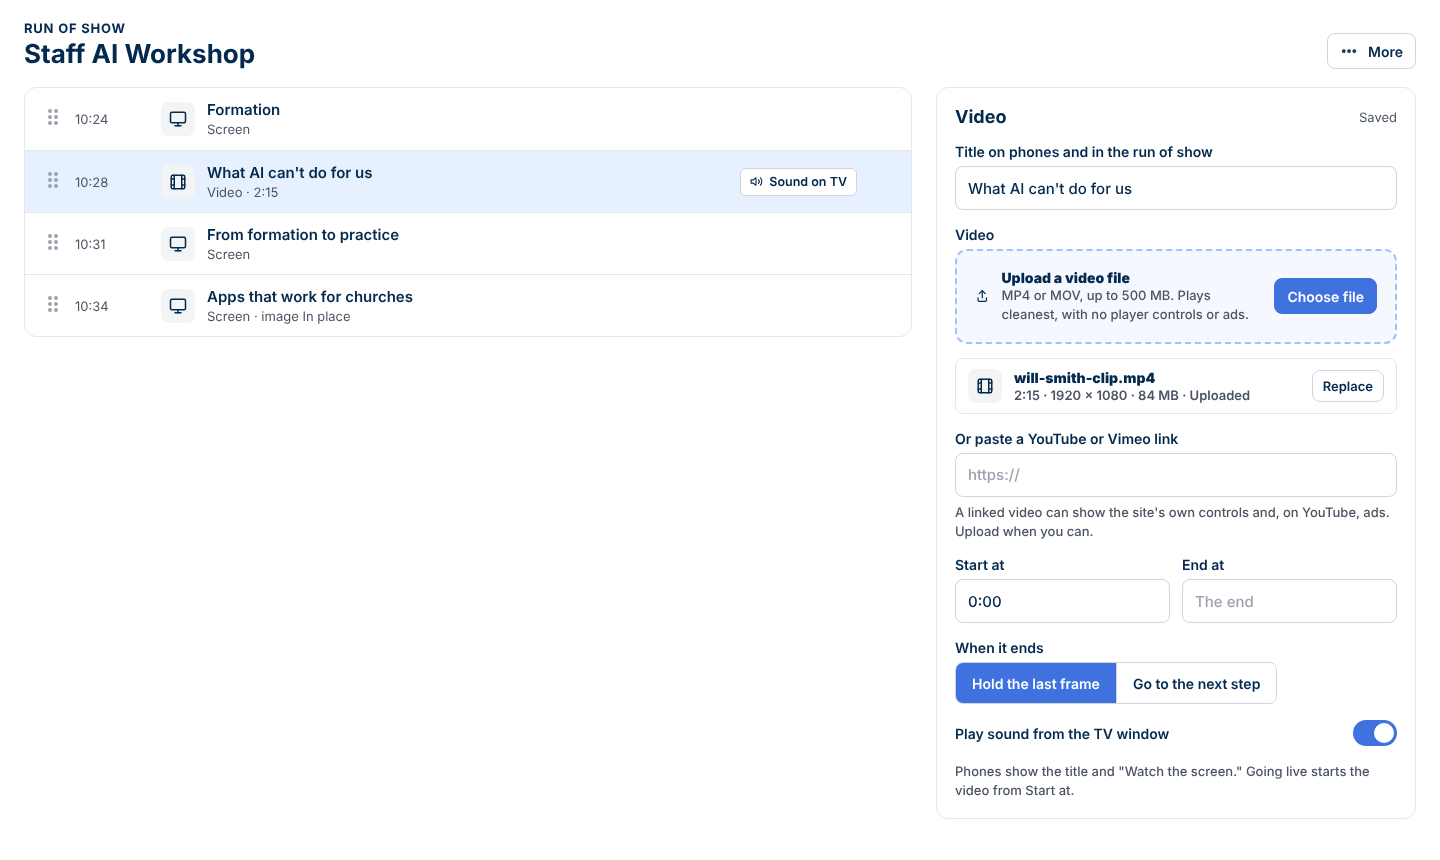 RUN OF SHOW
Staff AI Workshop
More
10:24
Formation
Screen
10:28
What AI can't do for us
Video · 2:15
Sound on TV
10:31
From formation to practice
Screen
10:34
Apps that work for churches
Screen · image In place
Video
Saved
Title on phones and in the run of show
What AI can't do for us
Video
Upload a video file
MP4 or MOV, up to 500 MB. Plays
cleanest, with no player controls or ads.
Choose file
will-smith-clip.mp4
2:15 · 1920 × 1080 · 84 MB · Uploaded
Replace
Or paste a YouTube or Vimeo link
https://
A linked video can show the site's own controls and, on YouTube, ads.
Upload when you can.
Start at
End at
0:00
The end
When it ends
Hold the last frame
Go to the next step
Play sound from the TV window
Phones show the title and "Watch the screen." Going live starts the
video from Start at.